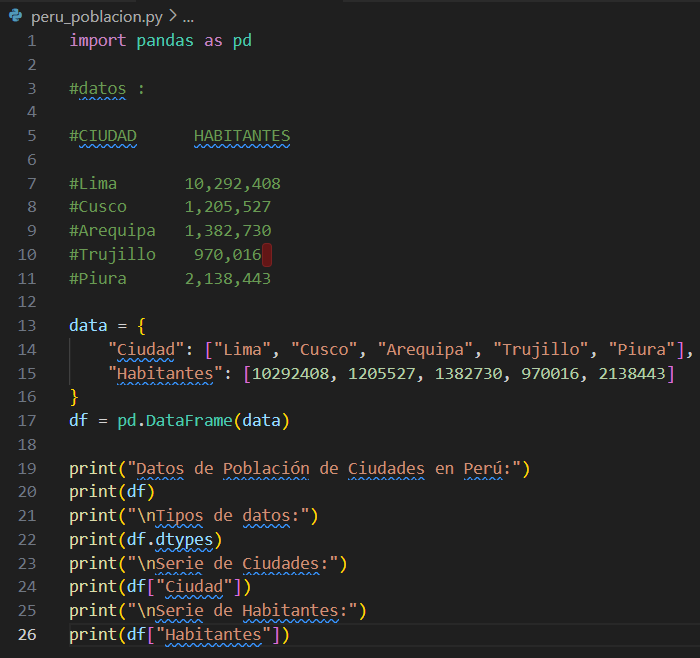 peru_poblacion.py > ...
1 import pandas as pd
2
3 #datos :
4
5 #CIUDAD      HABITANTES
6
7 #Lima       10,292,408
8 #Cusco      1,205,527
9 #Arequipa   1,382,730
10 #Trujillo    970,016
11 #Piura      2,138,443
12
13 data = {
14     "Ciudad": ["Lima", "Cusco", "Arequipa", "Trujillo", "Piura"],
15     "Habitantes": [10292408, 1205527, 1382730, 970016, 2138443]
16 }
17 df = pd.DataFrame(data)
18
19 print("Datos de Población de Ciudades en Perú:")
20 print(df)
21 print("\nTipos de datos:")
22 print(df.dtypes)
23 print("\nSerie de Ciudades:")
24 print(df["Ciudad"])
25 print("\nSerie de Habitantes:")
26 print(df["Habitantes"])